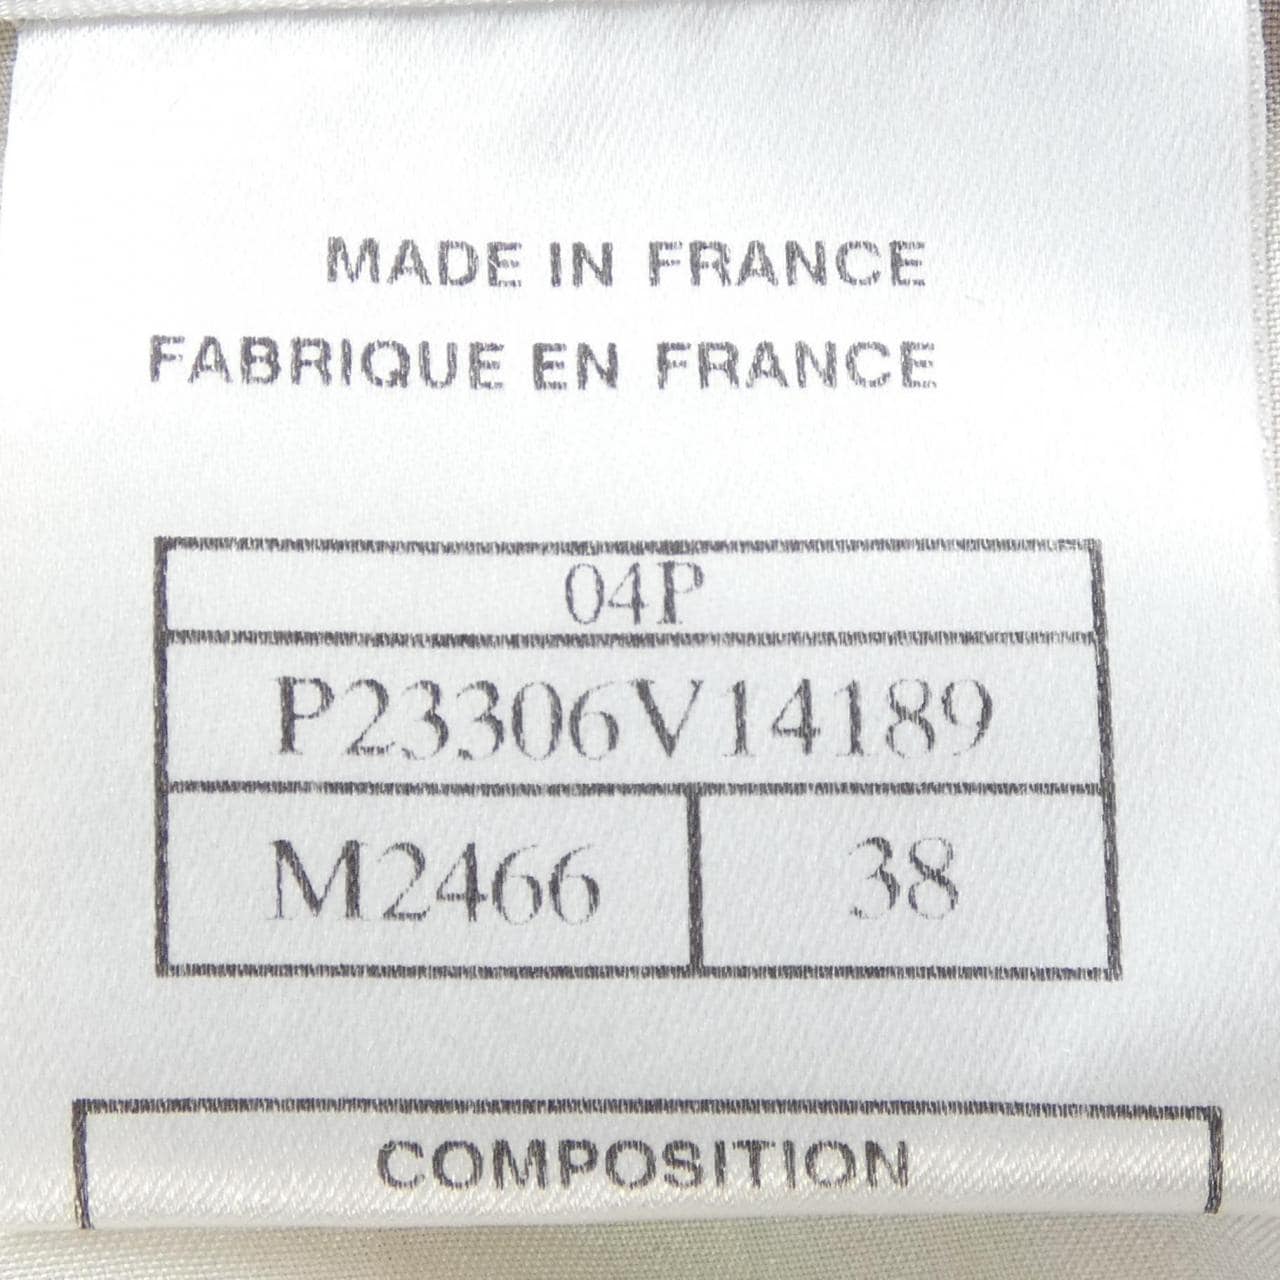 MADE IN FRANCE
FABRIQUE EN FRANCE
04P
P23306V14189
M2466 38
COMPOSITION